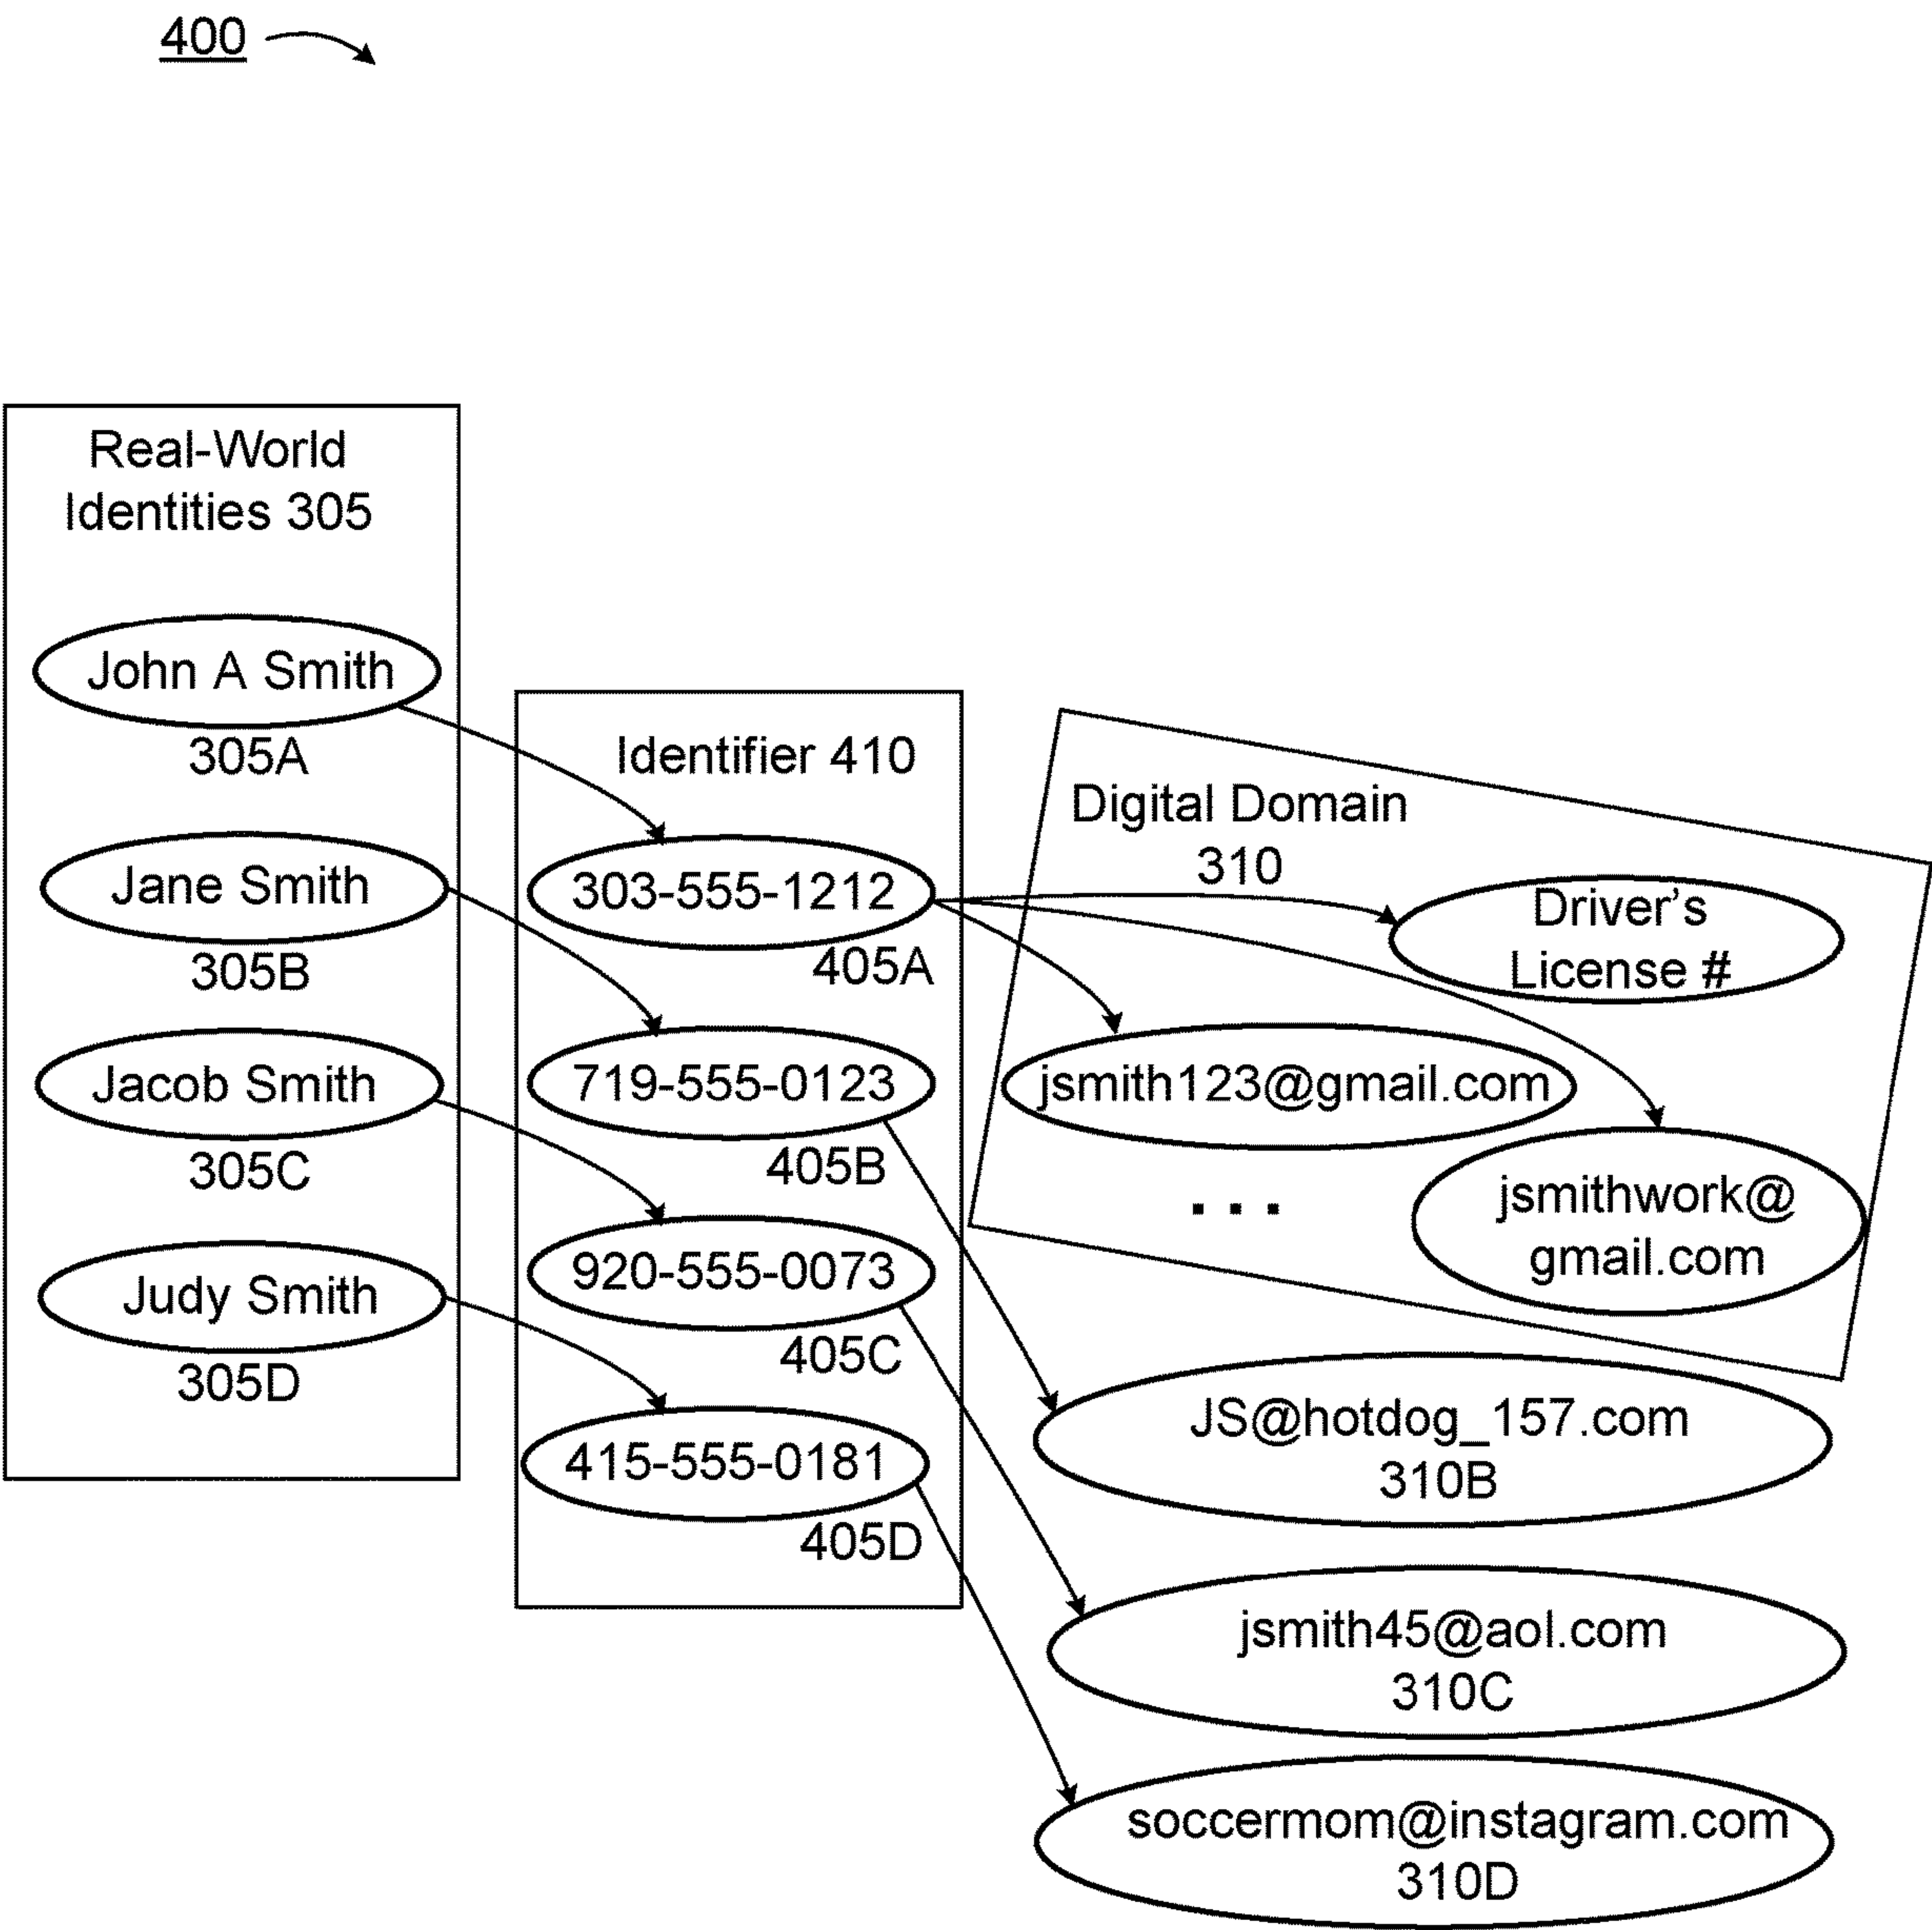 400
Real-World
Identities 305
John A Smith
305A
Jane Smith
305B
Jacob Smith
305C
Judy Smith
305D
Identifier 410
303-555-1212
405A
719-555-0123
405B
920-555-0073
405C
415-555-0181
405D
Digital Domain
310
Driver’s
License #
jsmith123@gmail.com
. . .
jsmithwork@
gmail.com
JS@hotdog_157.com
310B
jsmith45@aol.com
310C
soccermom@instagram.com
310D